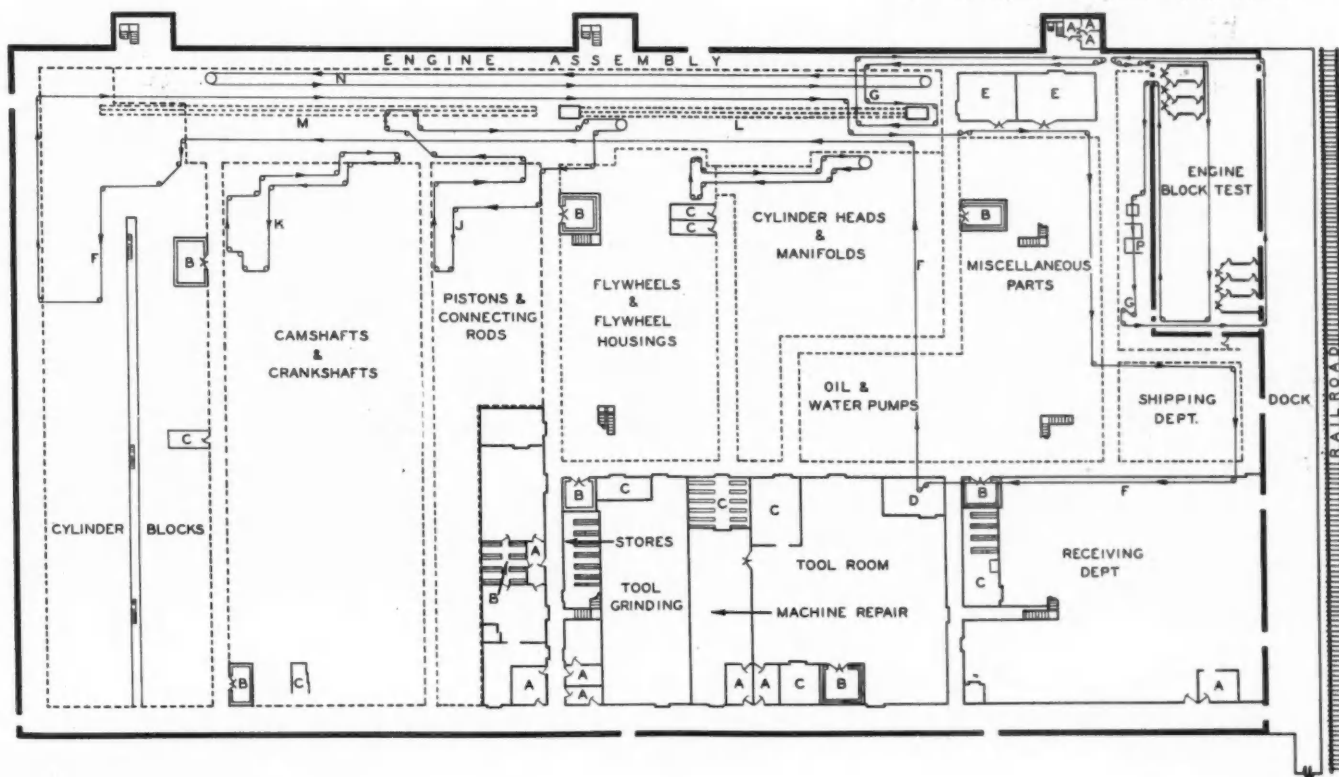 ENGINE ASSEMBLY
A
A
A
N
G
E
E
M
L
ENGINE
BLOCK TEST
K
J
B
C
C
CYLINDER HEADS
&
MANIFOLDS
B
F
F
B
MISCELLANEOUS
PARTS
P
G
PISTONS &
CONNECTING
RODS
FLYWHEELS
&
FLYWHEEL
HOUSINGS
CAMSHAFTS
&
CRANKSHAFTS
OIL &
WATER PUMPS
SHIPPING
DEPT.
DOCK
RAILROAD
C
CYLINDER
BLOCKS
B
C
C
C
D
B
F
A
STORES
B
TOOL
GRINDING
TOOL ROOM
MACHINE REPAIR
RECEIVING
DEPT
C
B
C
A
A
A
A
A
C
B
A